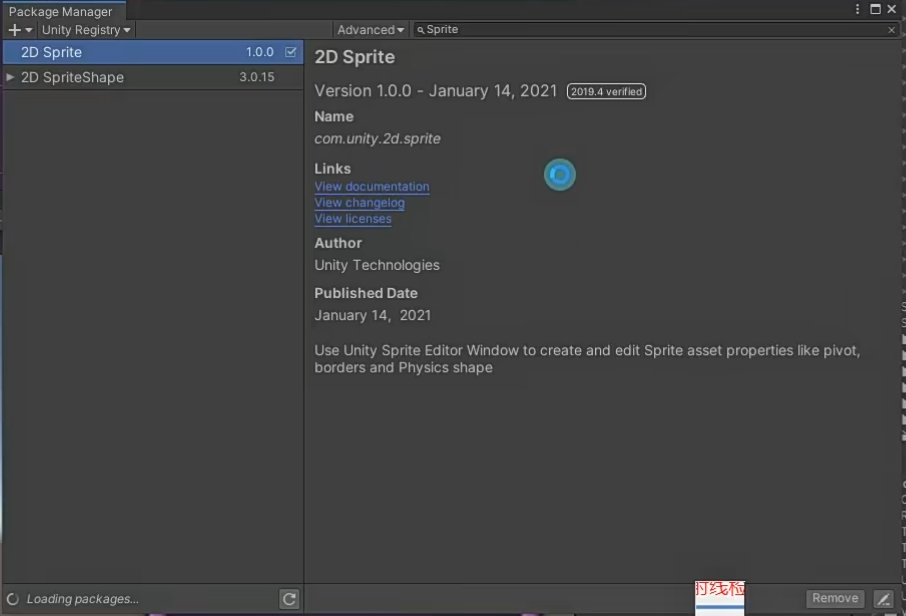 Package Manager
Unity Registry
Advanced
Sprite
2D Sprite 1.0.0
2D SpriteShape 3.0.15
2D Sprite
Version 1.0.0 - January 14, 2021 2019.4 verified
Name
com.unity.2d.sprite
Links
View documentation
View changelog
View licenses
Author
Unity Technologies
Published Date
January 14, 2021
Use Unity Sprite Editor Window to create and edit Sprite asset properties like pivot,
borders and Physics shape
Loading packages...
Remove